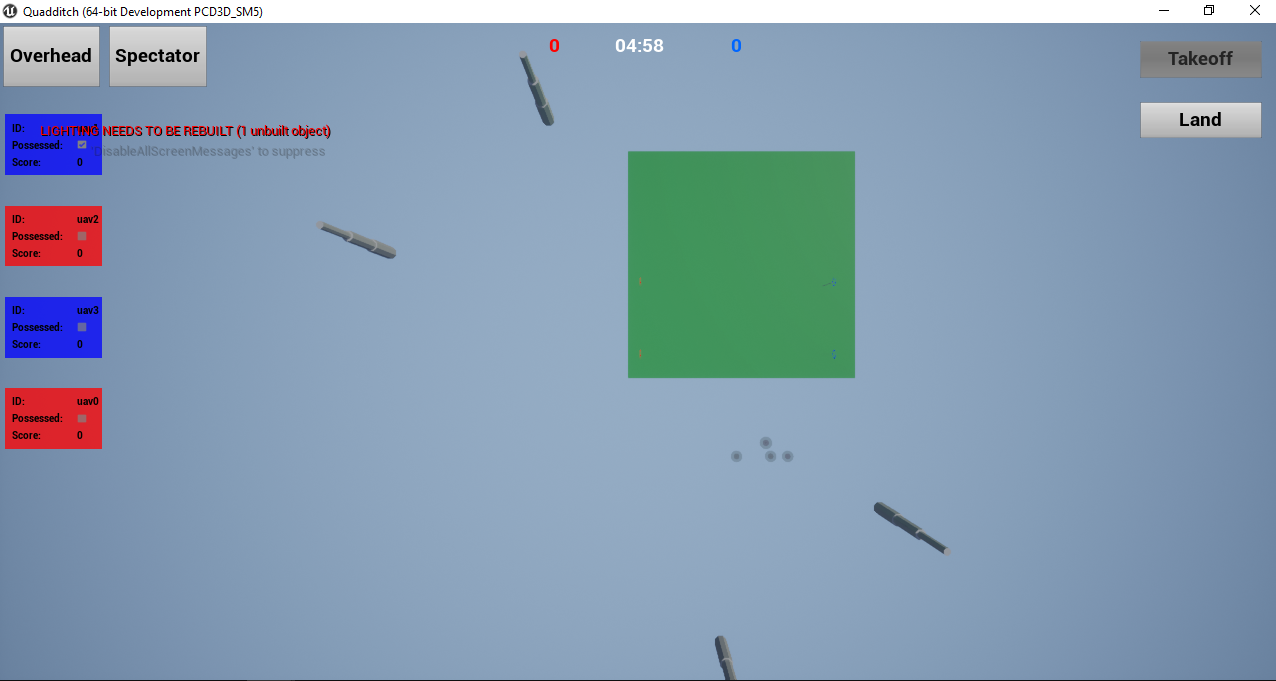 Quadditch (64-bit Development PCD3D_SM5)
Overhead
Spectator
0
04:58
0
Takeoff
Land
LIGHTING NEEDS TO BE REBUILT (1 unbuilt object)
'DisableAllScreenMessages' to suppress
ID:
Possessed:
Score: 0
ID: uav2
Possessed:
Score: 0
ID: uav3
Possessed:
Score: 0
ID: uav0
Possessed:
Score: 0